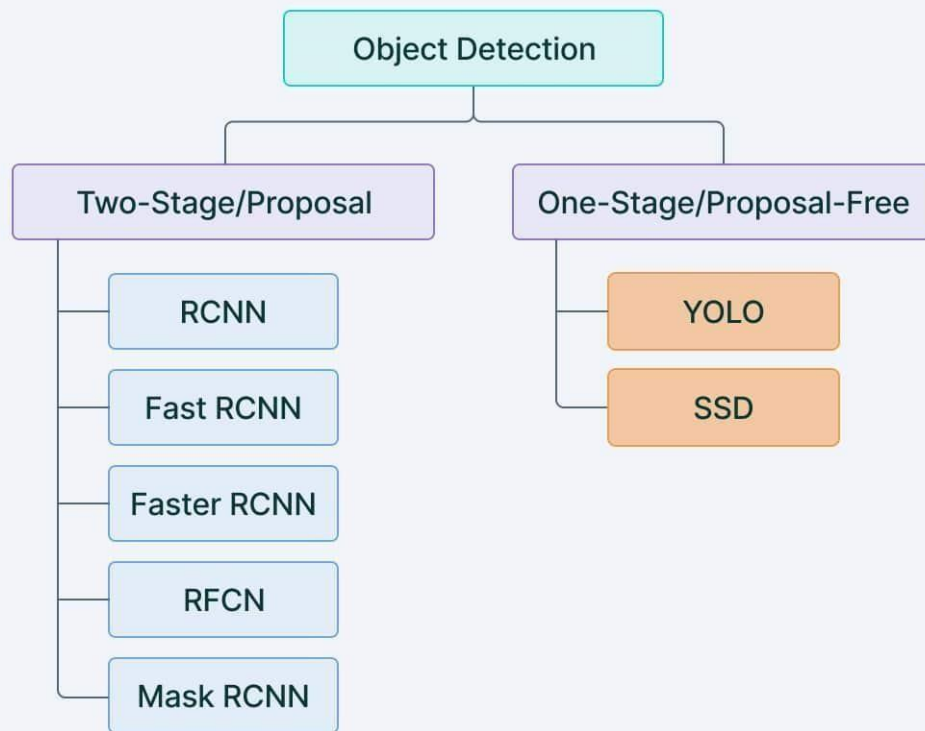 Object Detection
Two-Stage/Proposal
One-Stage/Proposal-Free
RCNN
Fast RCNN
Faster RCNN
RFCN
Mask RCNN
YOLO
SSD